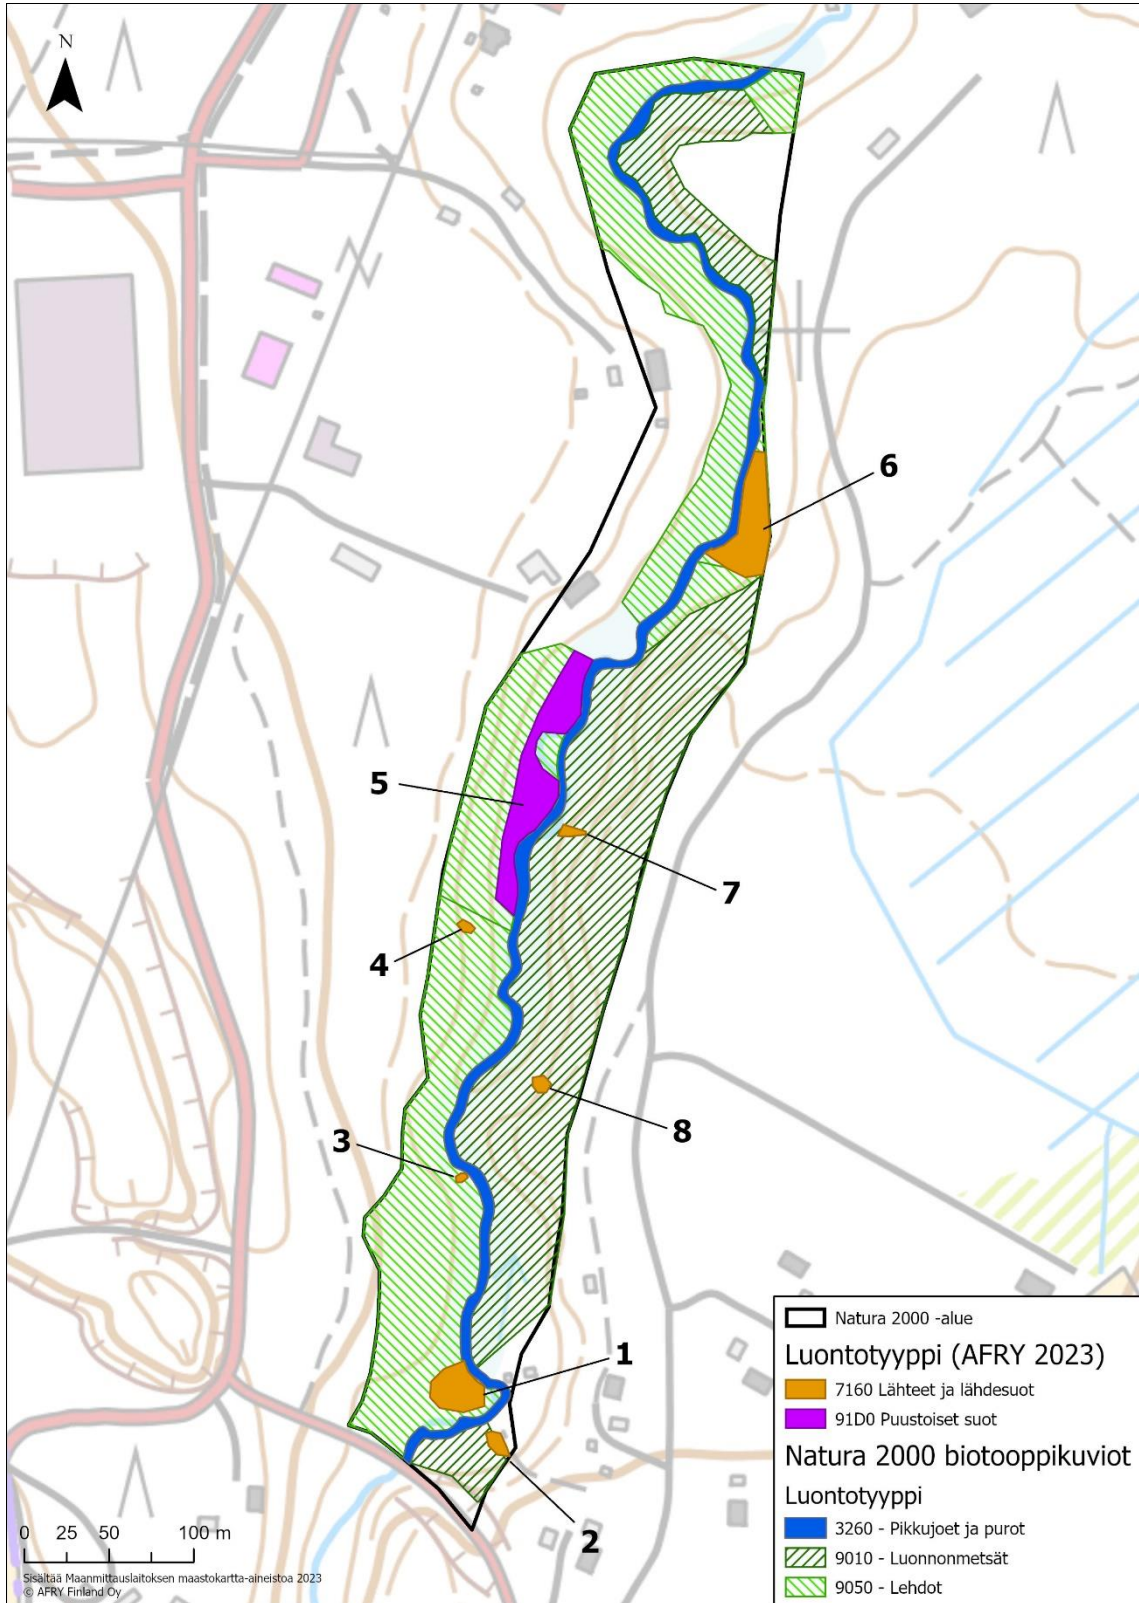 N
6
5
7
4
8
3
1
2
Natura 2000 -alue
Luontotyyppi (AFRY 2023)
7160 Lähteet ja lähdesuot
91D0 Puustoiset suot
Natura 2000 biotooppikuviot
Luontotyyppi
3260 - Pikkujoet ja purot
9010 - Luonnonmetsät
9050 - Lehdot
0 25 50 100 m
Sisältää Maanmittauslaitoksen maastokartta-aineistoa 2023
© AFRY Finland Oy